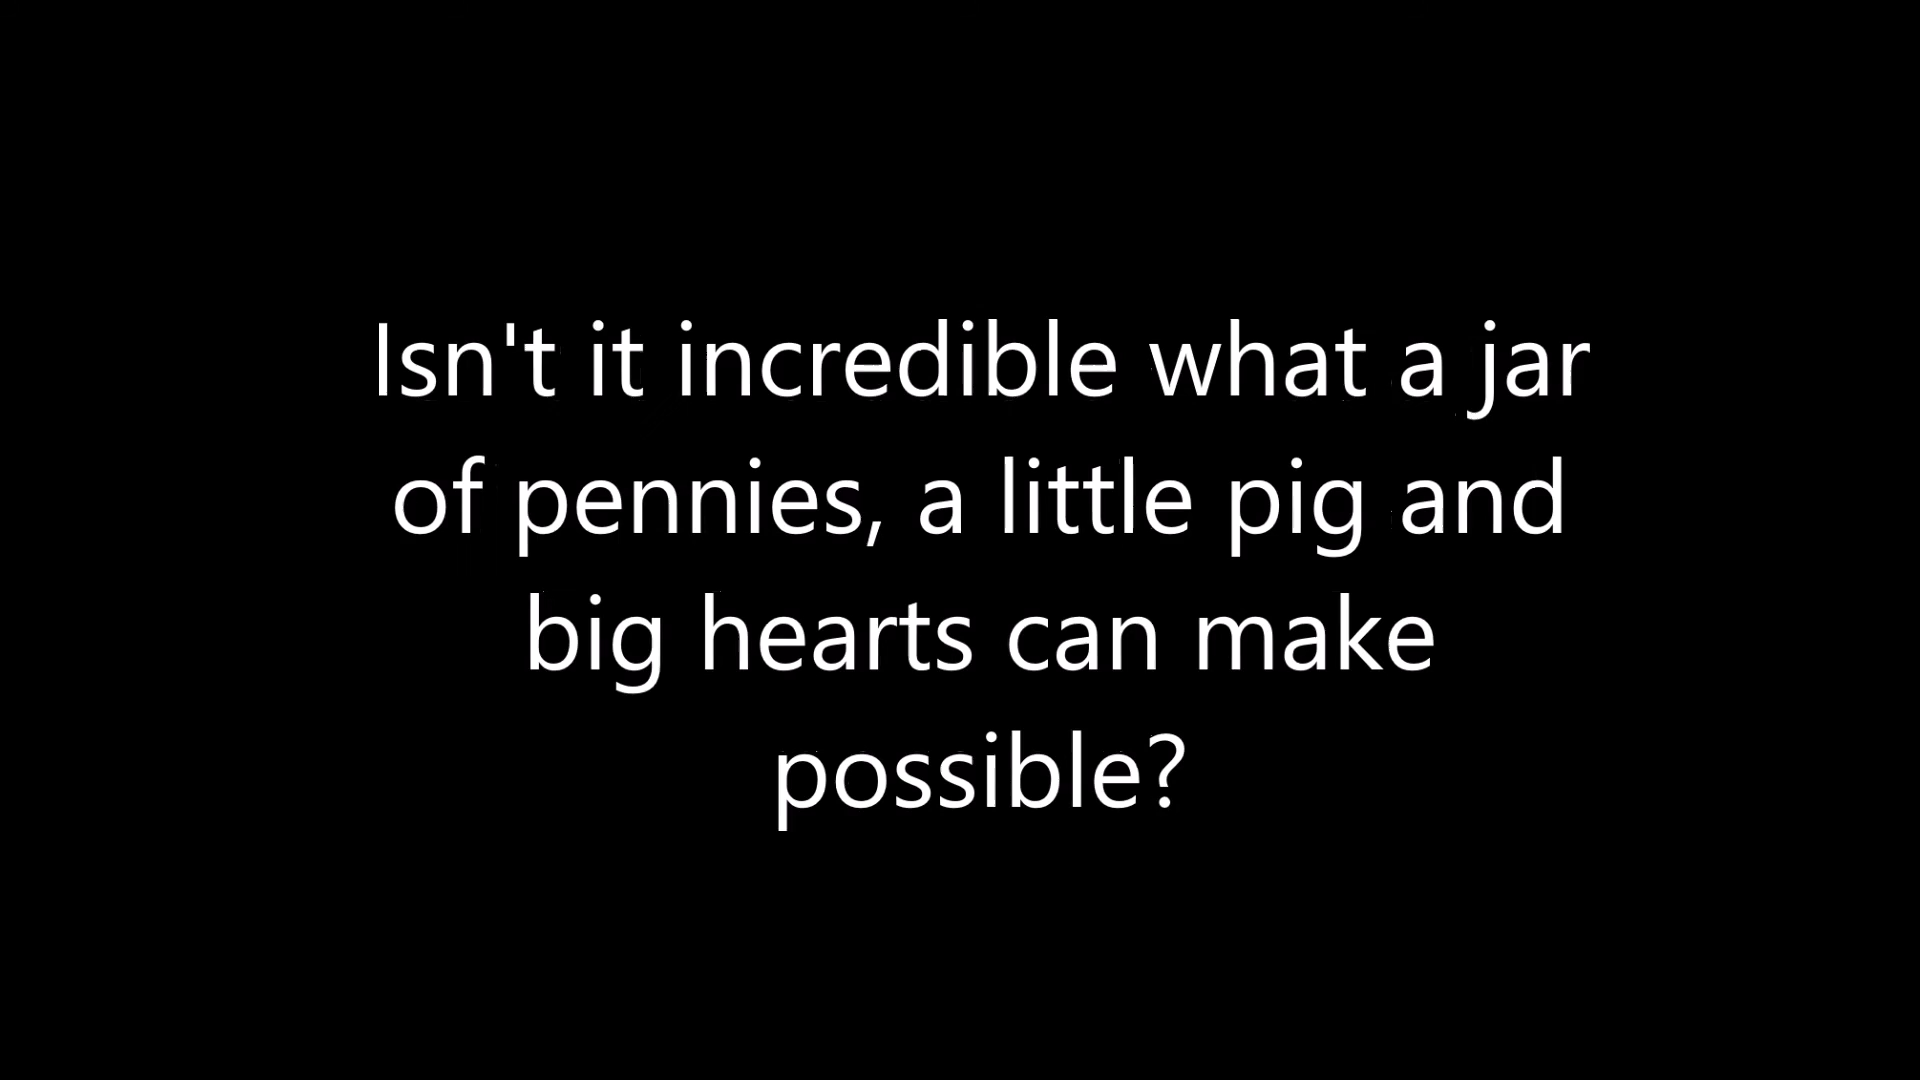 Isn't it incredible what a jar
of pennies, a little pig and
big hearts can make
possible?